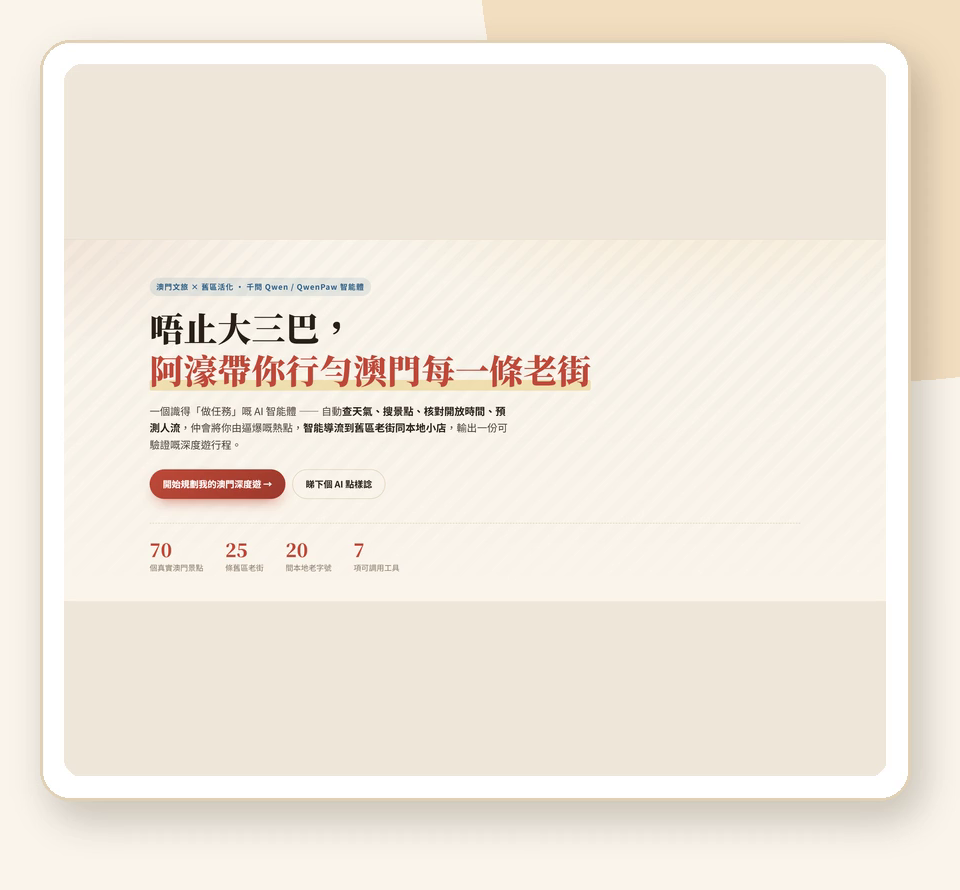 澳門文旅 × 舊區活化 · 千問 Qwen / QwenPaw 智能體
唔止大三巴，
阿濠帶你行勻澳門每一條老街
一個識得「做任務」嘅 AI 智能體 —— 自動查天氣、搜景點、核對開放時間、預
測人流，仲會將你由逼爆嘅熱點，智能導流到舊區老街同本地小店，輸出一份可
驗證嘅深度遊行程。
開始規劃我的澳門深度遊 →
睇下個 AI 點樣諗
70
25
20
7
個真實澳門景點
條舊區老街
間本地老字號
項可調用工具